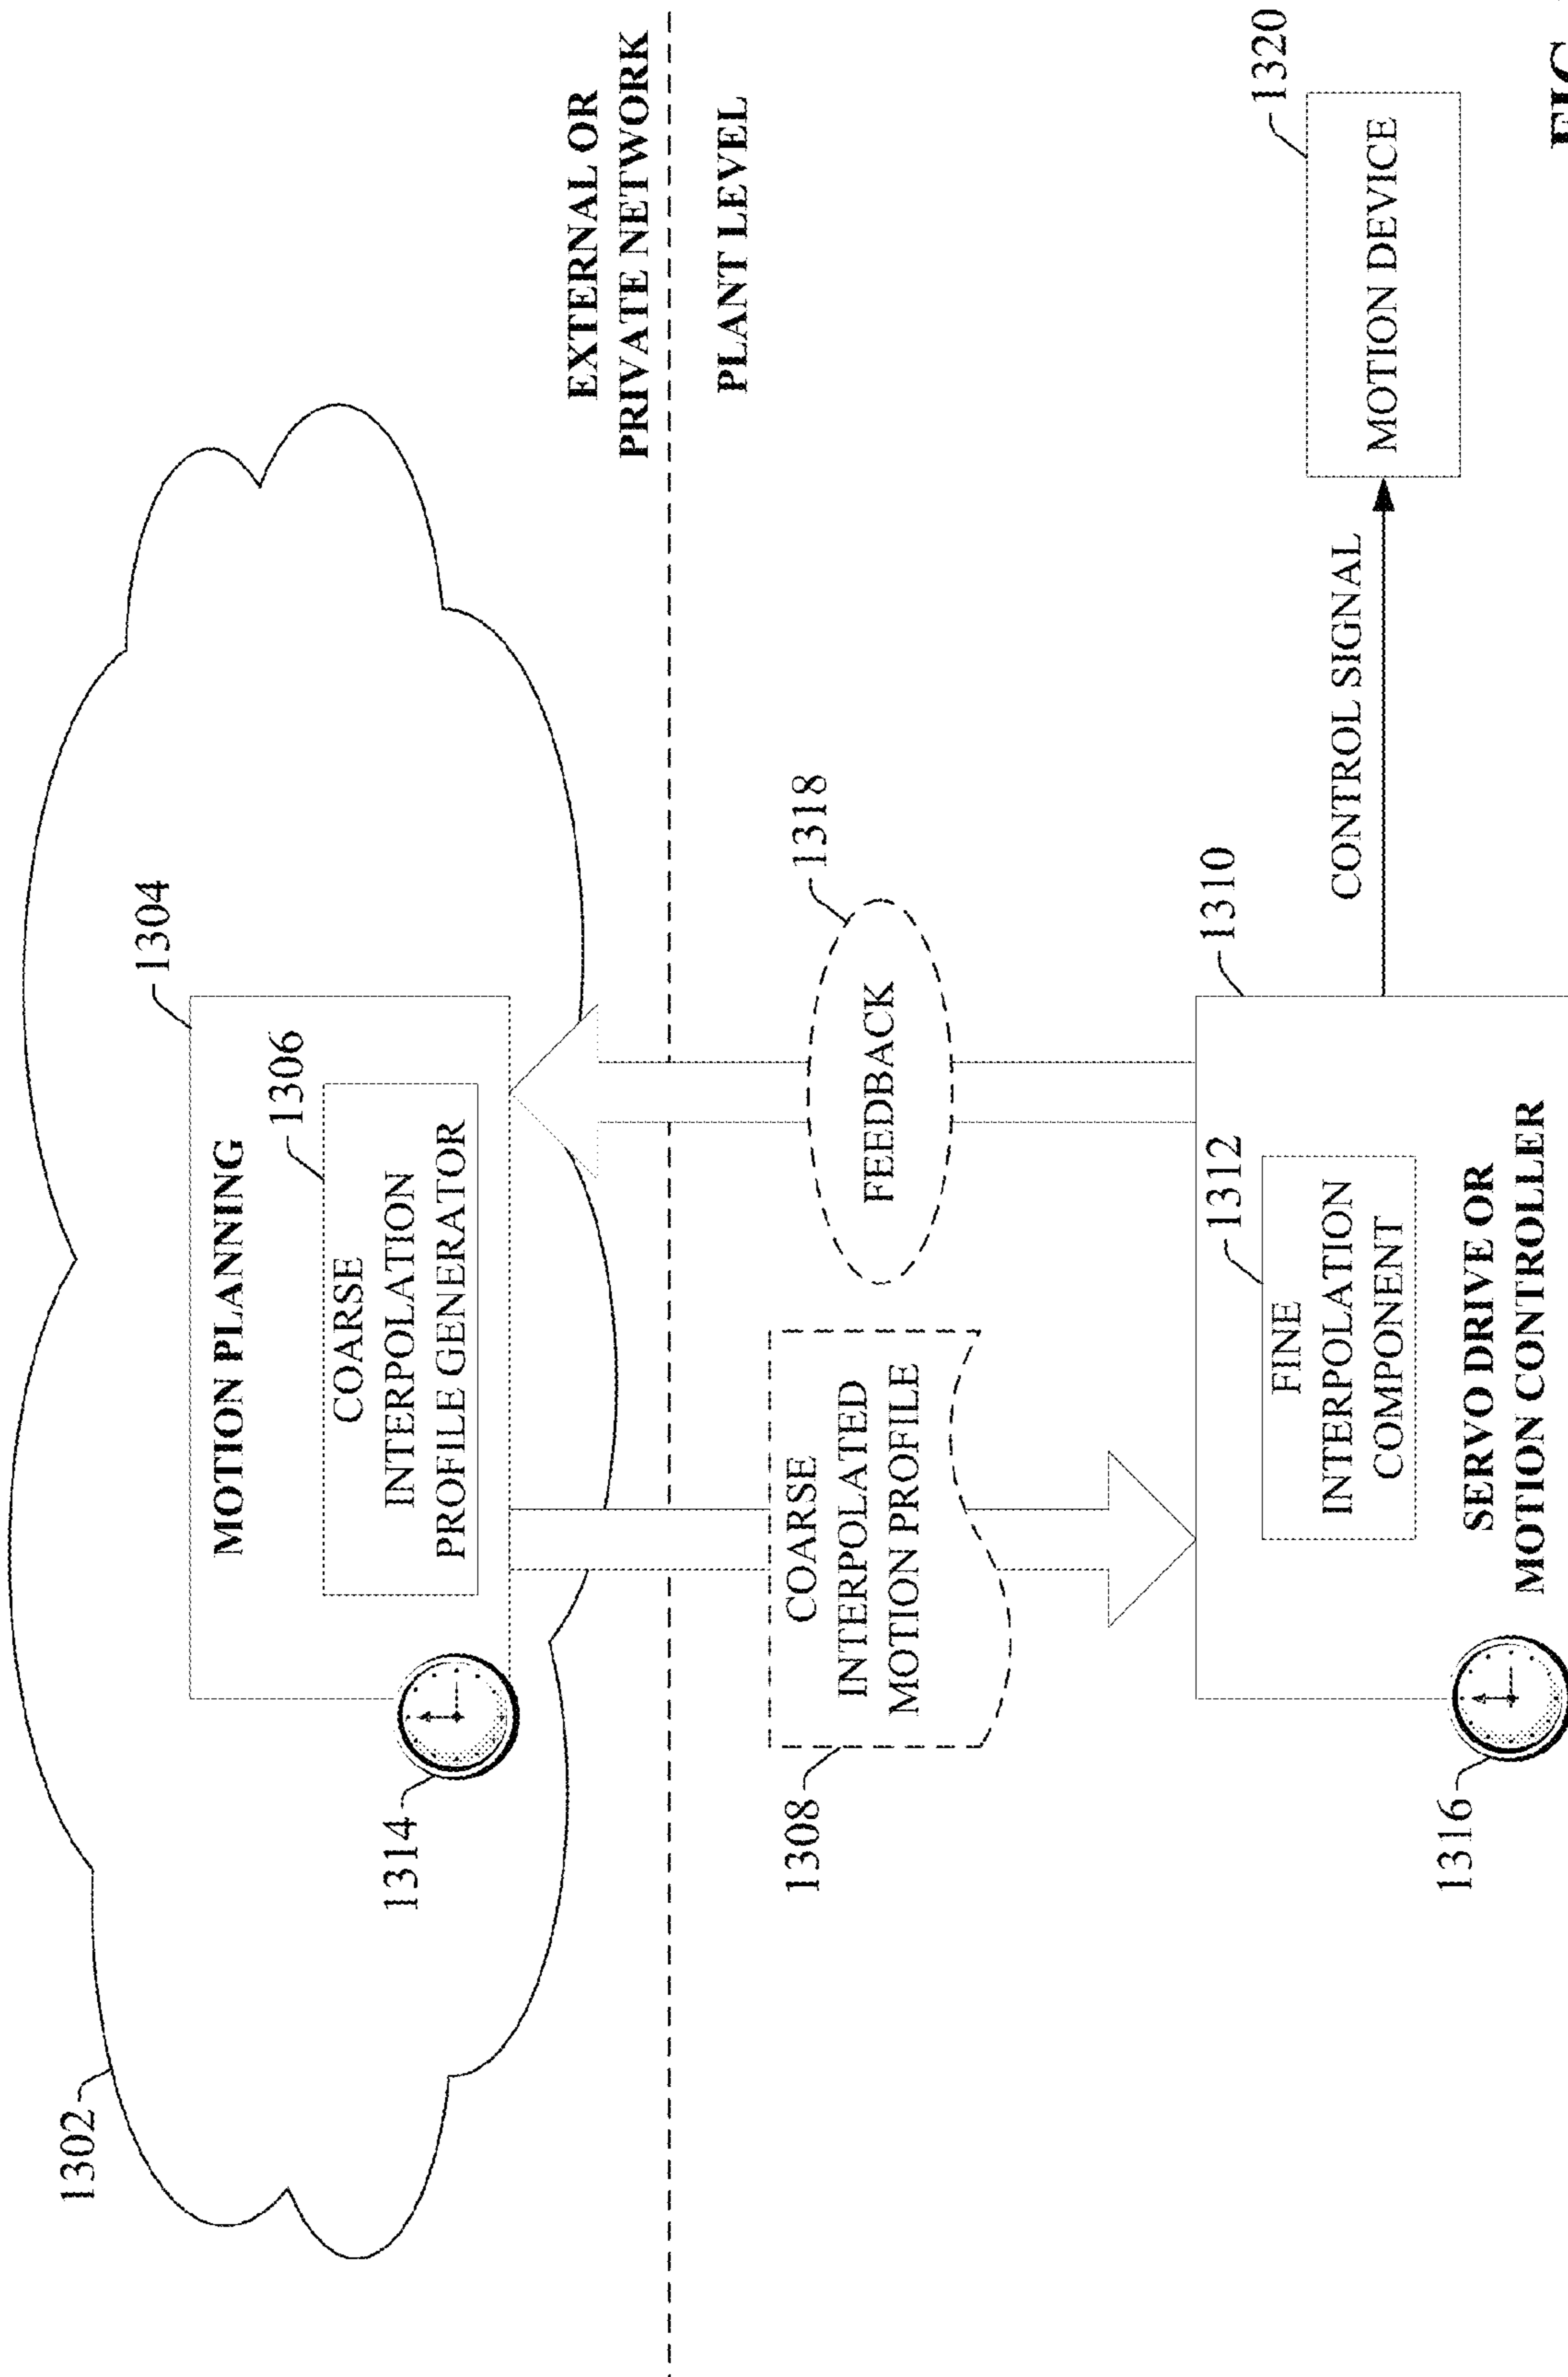 1302
1304
MOTION PLANNING
1306
COARSE
INTERPOLATION
PROFILE GENERATOR
1314
EXTERNAL OR
PRIVATE NETWORK
PLANT LEVEL
1308
COARSE
INTERPOLATED
MOTION PROFILE
FEEDBACK
1318
1310
1312
FINE
INTERPOLATION
COMPONENT
SERVO DRIVE OR
MOTION CONTROLLER
1316
CONTROL SIGNAL
1320
MOTION DEVICE
FIG